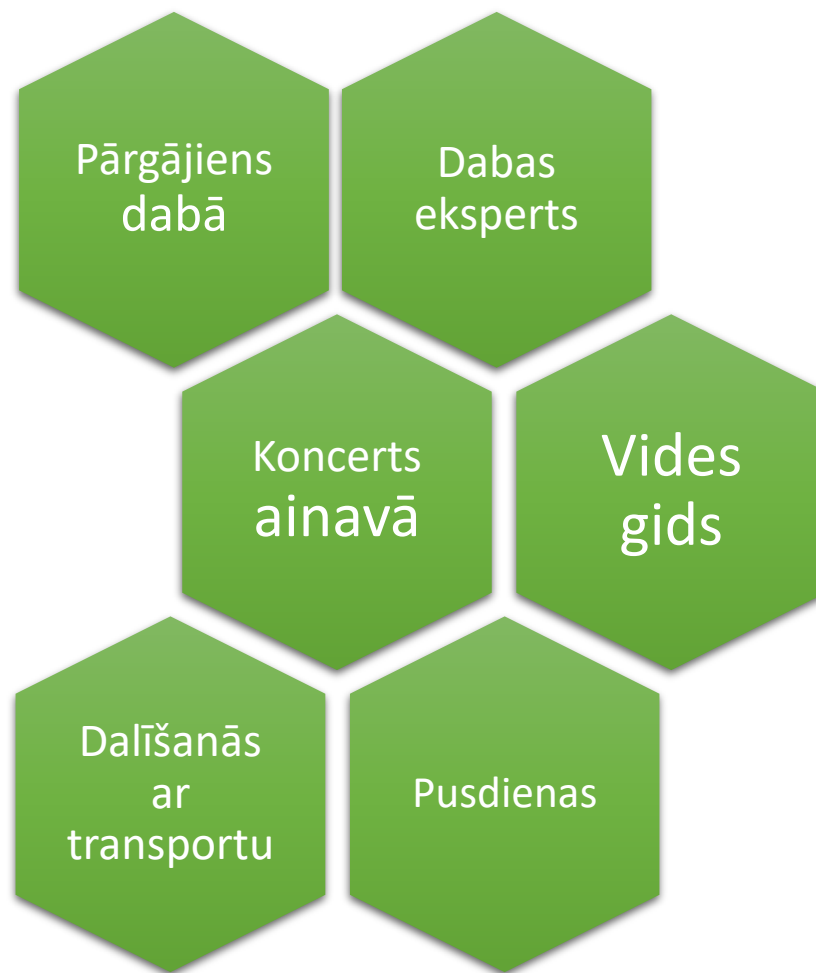 Pārgājiens
dabā
Dabas
eksperts
Koncerts
ainavā
Vides
gids
Dalīšanās
ar
transportu
Pusdienas